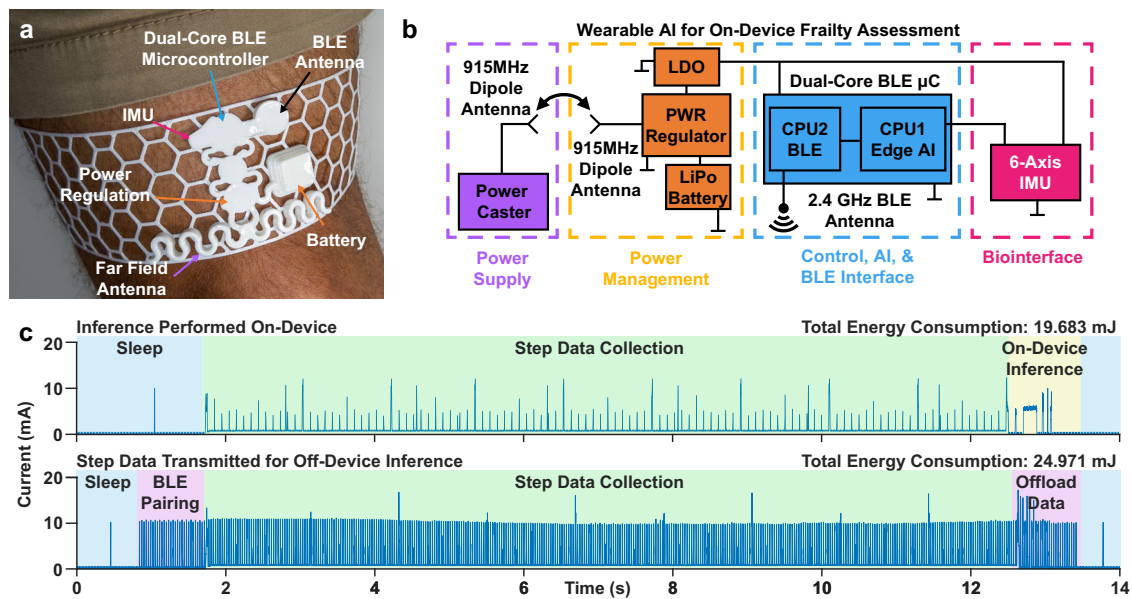 a
Dual-Core BLE
Microcontroller
BLE
Antenna
IMU
Power
Regulation
Battery
Far Field
Antenna
b
Wearable AI for On-Device Frailty Assessment
915MHz
Dipole
Antenna
Power
Caster
Power
Supply
LDO
PWR
Regulator
915MHz
Dipole
Antenna
LiPo
Battery
Power
Management
Dual-Core BLE µC
CPU2
BLE
CPU1
Edge AI
2.4 GHz BLE
Antenna
Control, AI, &
BLE Interface
6-Axis
IMU
Biointerface
c
Inference Performed On-Device
Total Energy Consumption: 19.683 mJ
20
10
0
Sleep
Step Data Collection
On-Device
Inference
Current (mA)
Step Data Transmitted for Off-Device Inference
Total Energy Consumption: 24.971 mJ
20
10
0
Sleep
BLE
Pairing
Step Data Collection
Offload
Data
0 2 4 6 8 10 12 14
Time (s)